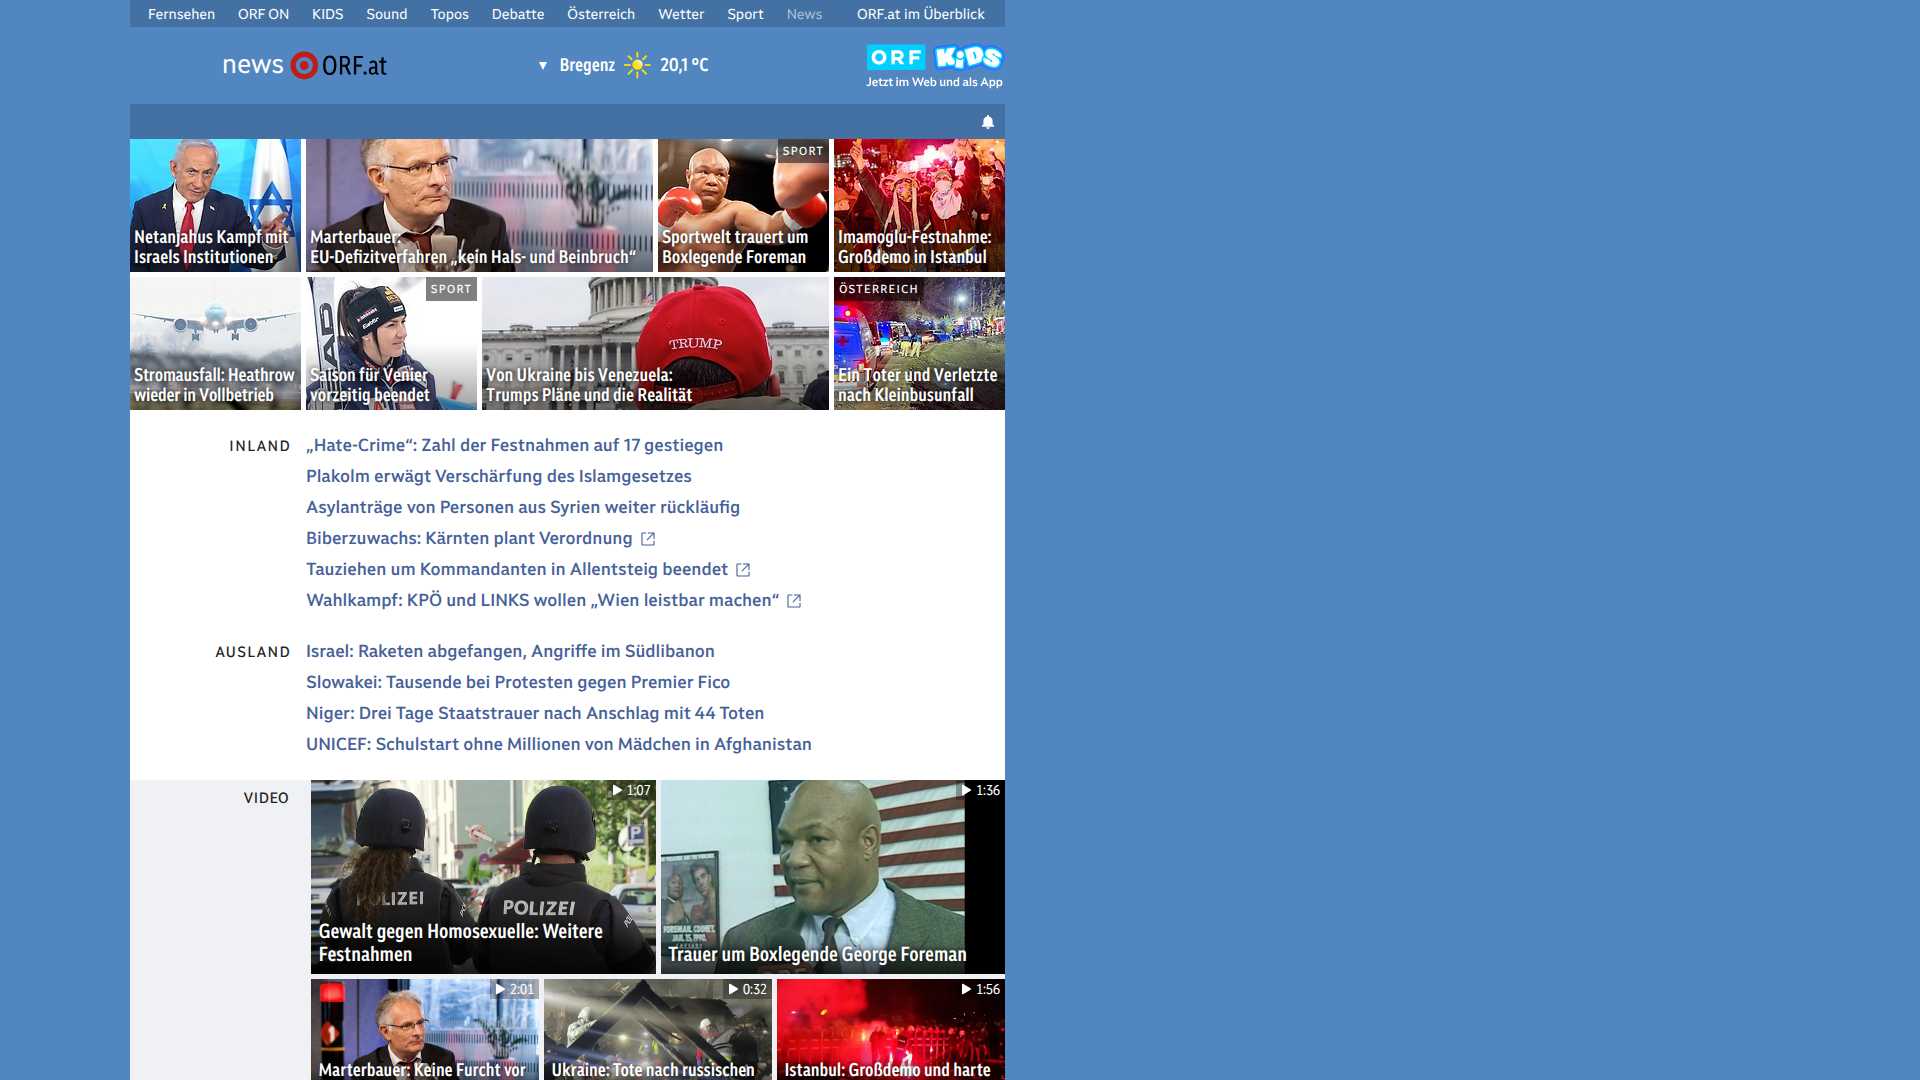 Fernsehen ORF ON KIDS Sound Topos Debatte Österreich Wetter Sport News ORF.at im Überblick
news ORF.at
Bregenz 20,1 °C
ORF KiDS
Jetzt im Web und als App
Netanjahus Kampf mit
Israels Institutionen
Marterbauer:
EU-Defizitverfahren „kein Hals- und Beinbruch“
SPORT
Sportwelt trauert um
Boxlegende Foreman
Imamoglu-Festnahme:
Großdemo in Istanbul
Stromausfall: Heathrow
wieder in Vollbetrieb
SPORT
Saison für Venier
vorzeitig beendet
TRUMP
Von Ukraine bis Venezuela:
Trumps Pläne und die Realität
ÖSTERREICH
Ein Toter und Verletzte
nach Kleinbusunfall
INLAND
„Hate-Crime“: Zahl der Festnahmen auf 17 gestiegen
Plakolm erwägt Verschärfung des Islamgesetzes
Asylanträge von Personen aus Syrien weiter rückläufig
Biberzuwachs: Kärnten plant Verordnung
Tauziehen um Kommandanten in Allentsteig beendet
Wahlkampf: KPÖ und LINKS wollen „Wien leistbar machen“
AUSLAND
Israel: Raketen abgefangen, Angriffe im Südlibanon
Slowakei: Tausende bei Protesten gegen Premier Fico
Niger: Drei Tage Staatstrauer nach Anschlag mit 44 Toten
UNICEF: Schulstart ohne Millionen von Mädchen in Afghanistan
VIDEO
1:07
P
POLIZEI
POLIZEI
Gewalt gegen Homosexuelle: Weitere
Festnahmen
1:36
Trauer um Boxlegende George Foreman
2:01
Marterbauer: Keine Furcht vor
0:32
Ukraine: Tote nach russischen
1:56
Istanbul: Großdemo und harte